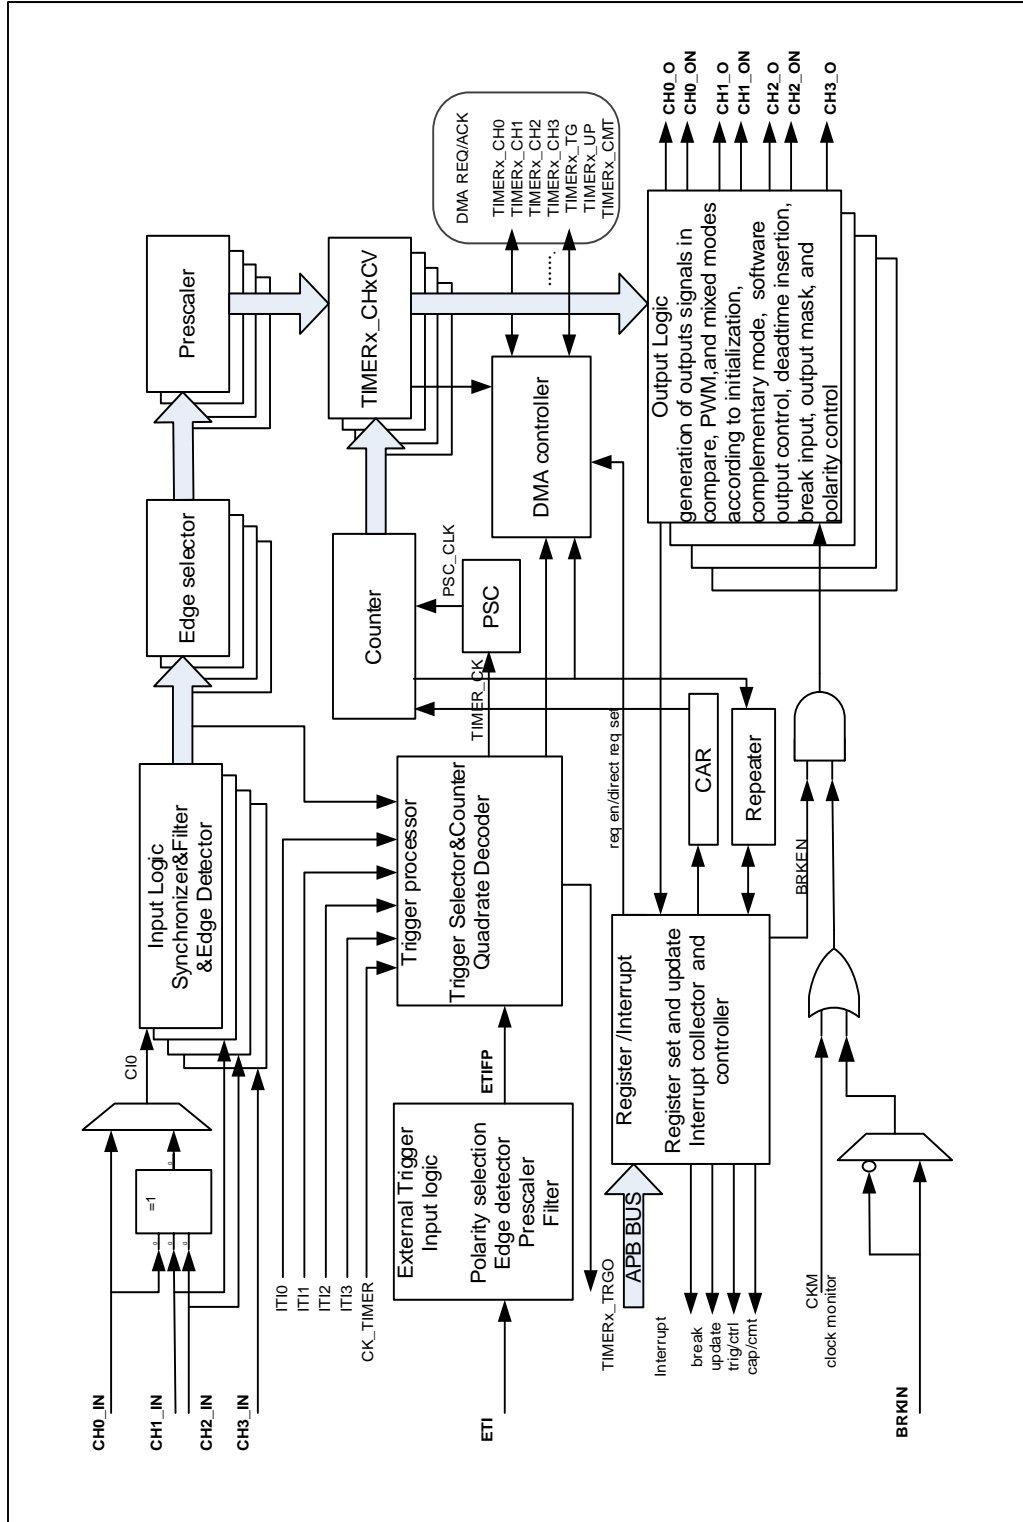 CH0_IN
CH1_IN
CH2_IN
CH3_IN
=1
CI0
Input Logic
Synchronizer&Filter
&Edge Detector
Edge selector
Prescaler
ITI0
ITI1
ITI2
ITI3
CK_TIMER
Trigger processor
Trigger Selector&Counter
Quadrate Decoder
TIMER_CK
PSC
PSC_CLK
Counter
TIMERx_CHxCV
DMA REQ/ACK
TIMERx_CH0
TIMERx_CH1
TIMERx_CH2
TIMERx_CH3
TIMERx_TG
TIMERx_UP
TIMERx_CMT
......
DMA controller
ETI
External Trigger
Input logic
Polarity selection
Edge detector
Prescaler
Filter
ETIFP
TIMERx_TRGO
APB BUS
Interrupt
break
update
trig/ctrl
cap/cmt
Register /Interrupt
Register set and update
Interrupt collector and
controller
req en/direct req set
CAR
Repeater
BRKEN
CKM
clock monitor
BRKIN
Output Logic
generation of outputs signals in
compare, PWM,and mixed modes
according to initialization,
complementary mode, software
output control, deadtime insertion,
break input, output mask, and
polarity control
CH0_O
CH0_ON
CH1_O
CH1_ON
CH2_O
CH2_ON
CH3_O